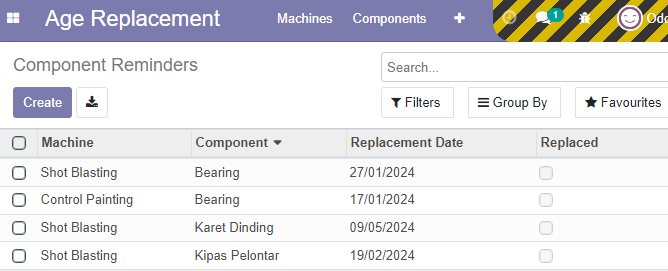 Age Replacement Machines Components 1 Odo
Component Reminders
Search...
Create Filters Group By Favourites
Machine Component Replacement Date Replaced
Shot Blasting Bearing 27/01/2024
Control Painting Bearing 17/01/2024
Shot Blasting Karet Dinding 09/05/2024
Shot Blasting Kipas Pelontar 19/02/2024